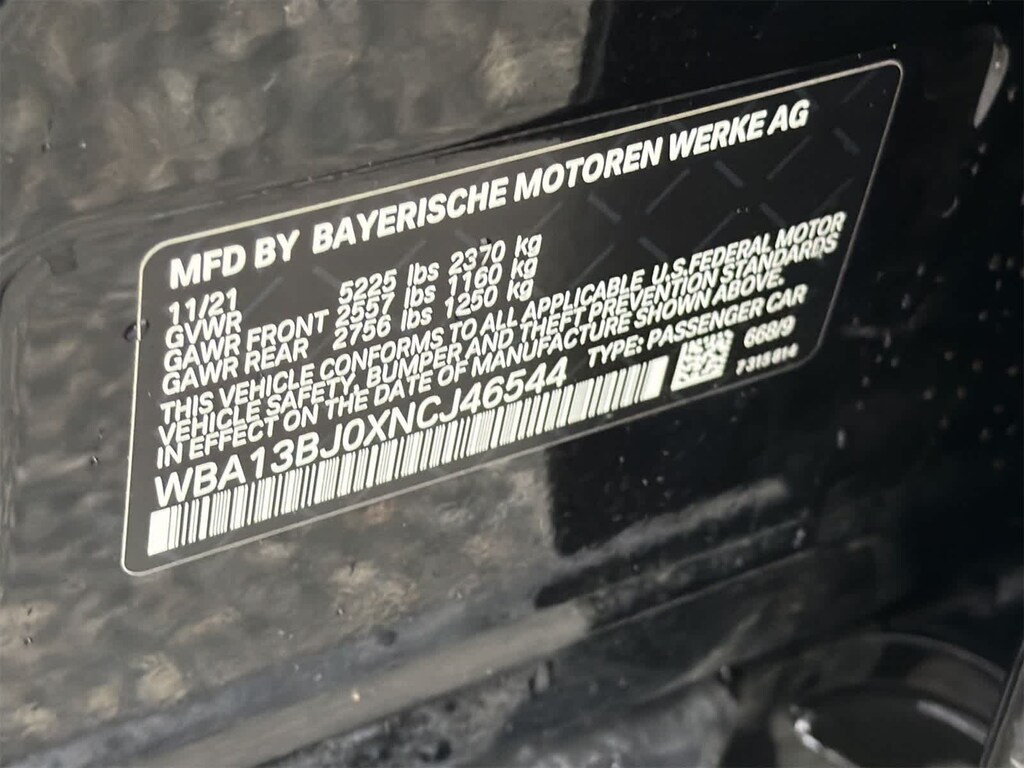 MFD BY BAYERISCHE MOTOREN WERKE AG
11/21
GVWR 5225 lbs 2370 kg
GAWR FRONT 2557 lbs 1160 kg
GAWR REAR 2756 lbs 1250 kg
THIS VEHICLE CONFORMS TO ALL APPLICABLE U.S. FEDERAL MOTOR
VEHICLE SAFETY, BUMPER AND THEFT PREVENTION STANDARDS
IN EFFECT ON THE DATE OF MANUFACTURE SHOWN ABOVE.
WBA13BJ0XNCJ46544 TYPE: PASSENGER CAR
668/9
7315614